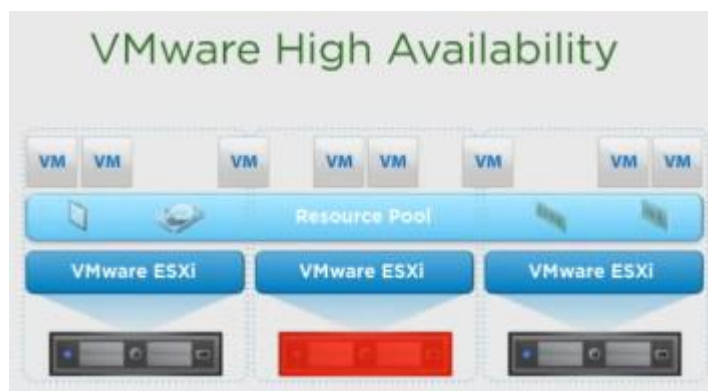 VMware High Availability
VM VM VM VM VM VM VM VM
Resource Pool
VMware ESXi VMware ESXi VMware ESXi